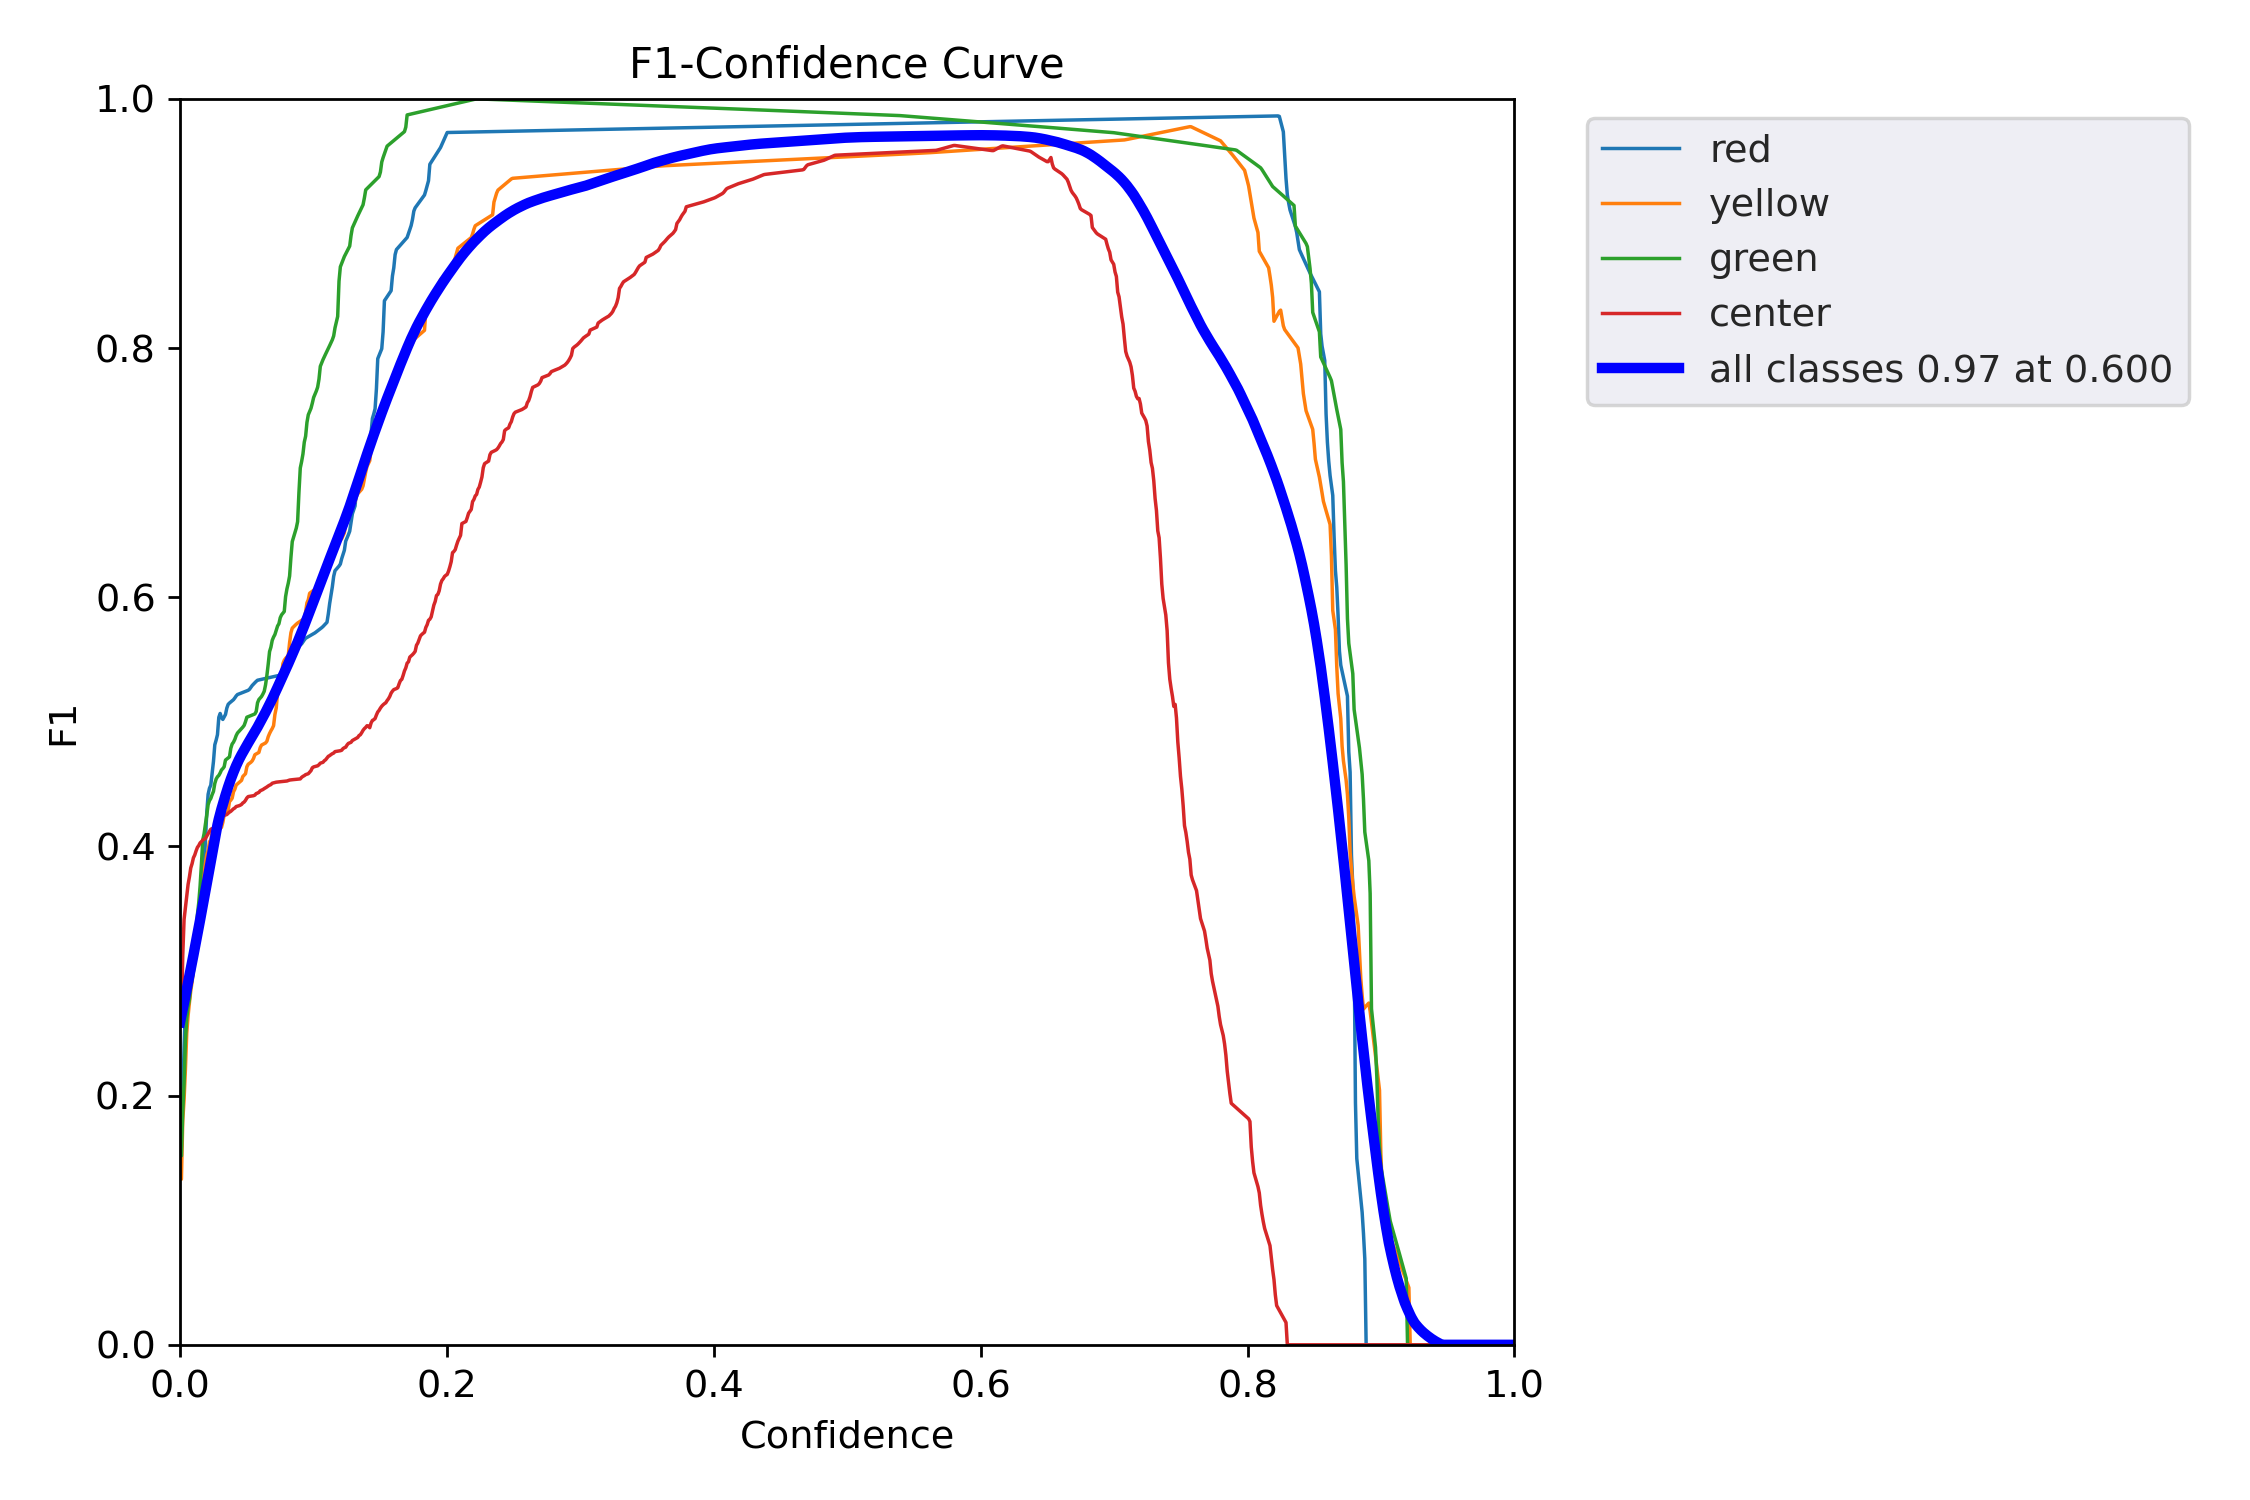 F1-Confidence Curve
1.0
0.8
0.6
0.4
0.2
0.0
F1
0.0 0.2 0.4 0.6 0.8 1.0
Confidence
red
yellow
green
center
all classes 0.97 at 0.600